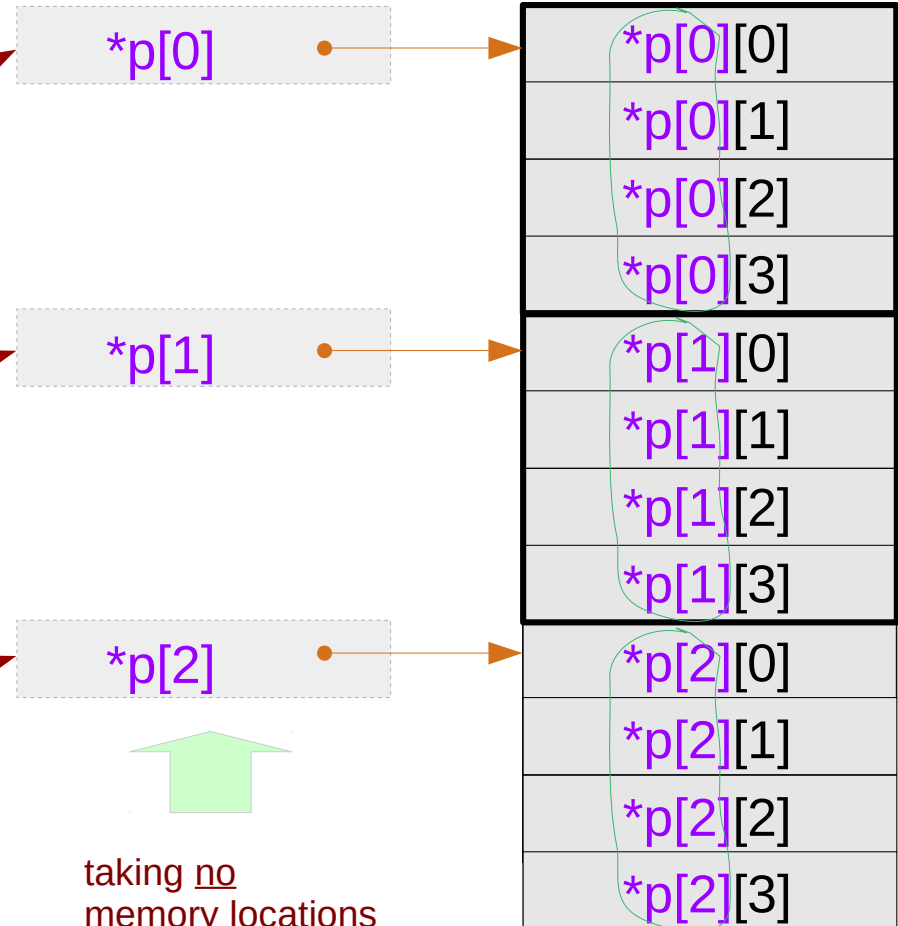 *p[0]
*p[0][0]
*p[0][1]
*p[0][2]
*p[0][3]
*p[1]
*p[1][0]
*p[1][1]
*p[1][2]
*p[1][3]
*p[2]
*p[2][0]
*p[2][1]
*p[2][2]
*p[2][3]
taking no
memory locations